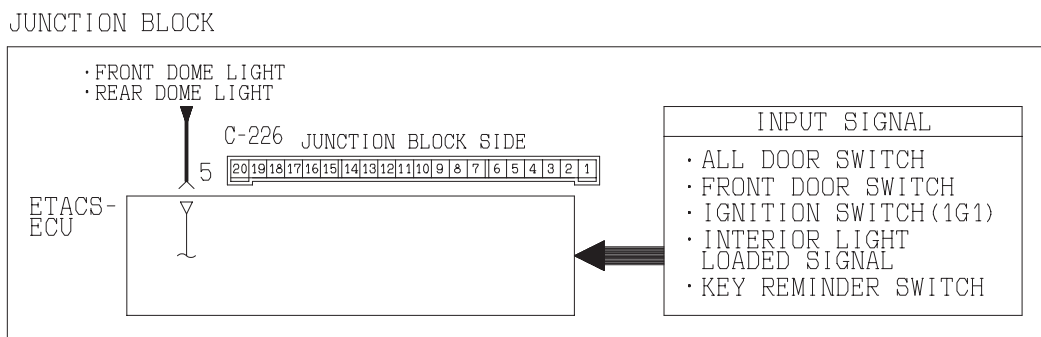 JUNCTION BLOCK
·FRONT DOME LIGHT
·REAR DOME LIGHT
C-226 JUNCTION BLOCK SIDE
5
20 19 18 17 16 15 14 13 12 11 10 9 8 7 6 5 4 3 2 1
ETACS-
ECU
INPUT SIGNAL
·ALL DOOR SWITCH
·FRONT DOOR SWITCH
·IGNITION SWITCH(1G1)
·INTERIOR LIGHT
LOADED SIGNAL
·KEY REMINDER SWITCH